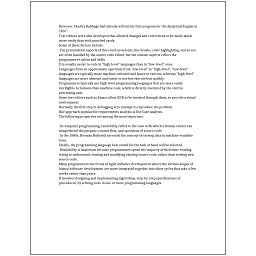 However, Charles Babbage had already written his first program for the Analytical Engine in
1837.
Text editors were also developed that allowed changes and corrections to be made much
more easily than with punched cards.
Some of these factors include:
The presentation aspects of this (such as indents, line breaks, color highlighting, and so on)
are often handled by the source code editor, but the content aspects reflect the
programmer's talent and skills.
It is usually easier to code in "high-level" languages than in "low-level" ones.
Languages form an approximate spectrum from "low-level" to "high-level"; "low-level"
languages are typically more machine-oriented and faster to execute, whereas "high-level"
languages are more abstract and easier to use but execute less quickly.
Programmers typically use high-level programming languages that are more easily
intelligible to humans than machine code, which is directly executed by the central
processing unit.
Some text editors such as Emacs allow GDB to be invoked through them, to provide a visual
environment.
Normally the first step in debugging is to attempt to reproduce the problem.
One approach popular for requirements analysis is Use Case analysis.
The following properties are among the most important:

In computer programming, readability refers to the ease with which a human reader can
comprehend the purpose, control flow, and operation of source code.
In the 1880s, Herman Hollerith invented the concept of storing data in machine-readable
form.
Ideally, the programming language best suited for the task at hand will be selected.
Readability is important because programmers spend the majority of their time reading,
trying to understand, reusing and modifying existing source code, rather than writing new
source code.
Many programmers use forms of Agile software development where the various stages of
formal software development are more integrated together into short cycles that take a few
weeks rather than years.
It involves designing and implementing algorithms, step-by-step specifications of
procedures, by writing code in one or more programming languages.